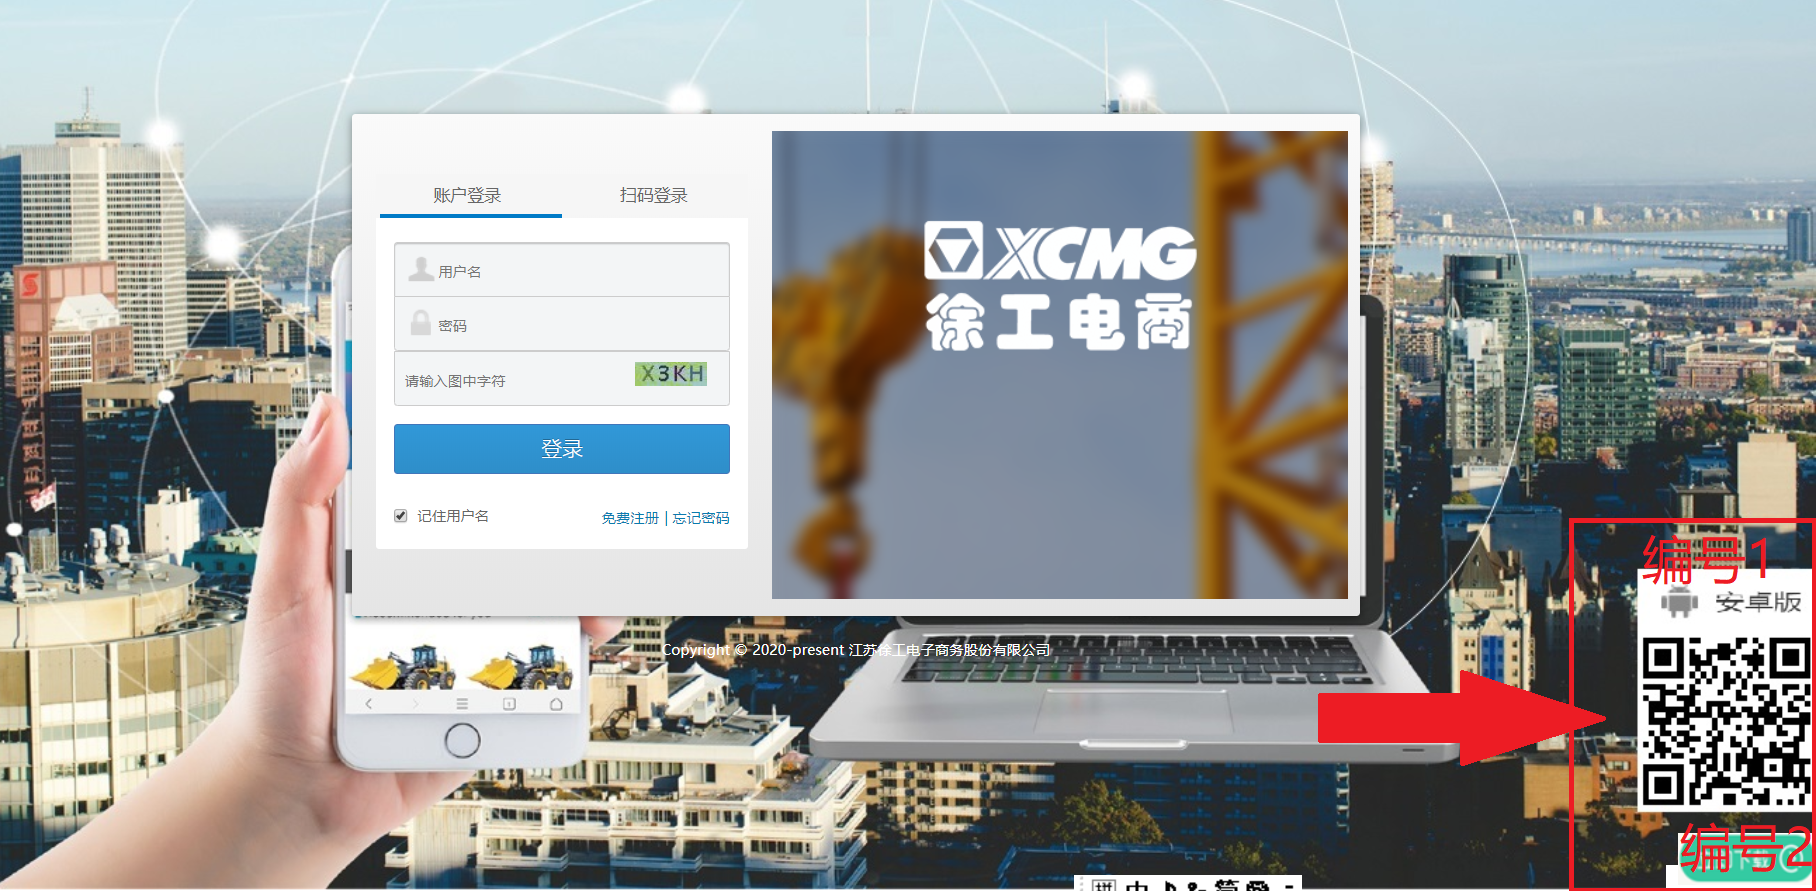 账户登录
扫码登录
用户名
密码
请输入图中字符
X3KH
登录
记住用户名
免费注册 | 忘记密码
XCMG
徐工电商
Copyright © 2020-present 江苏徐工电子商务股份有限公司
编号1
安卓版
编号2